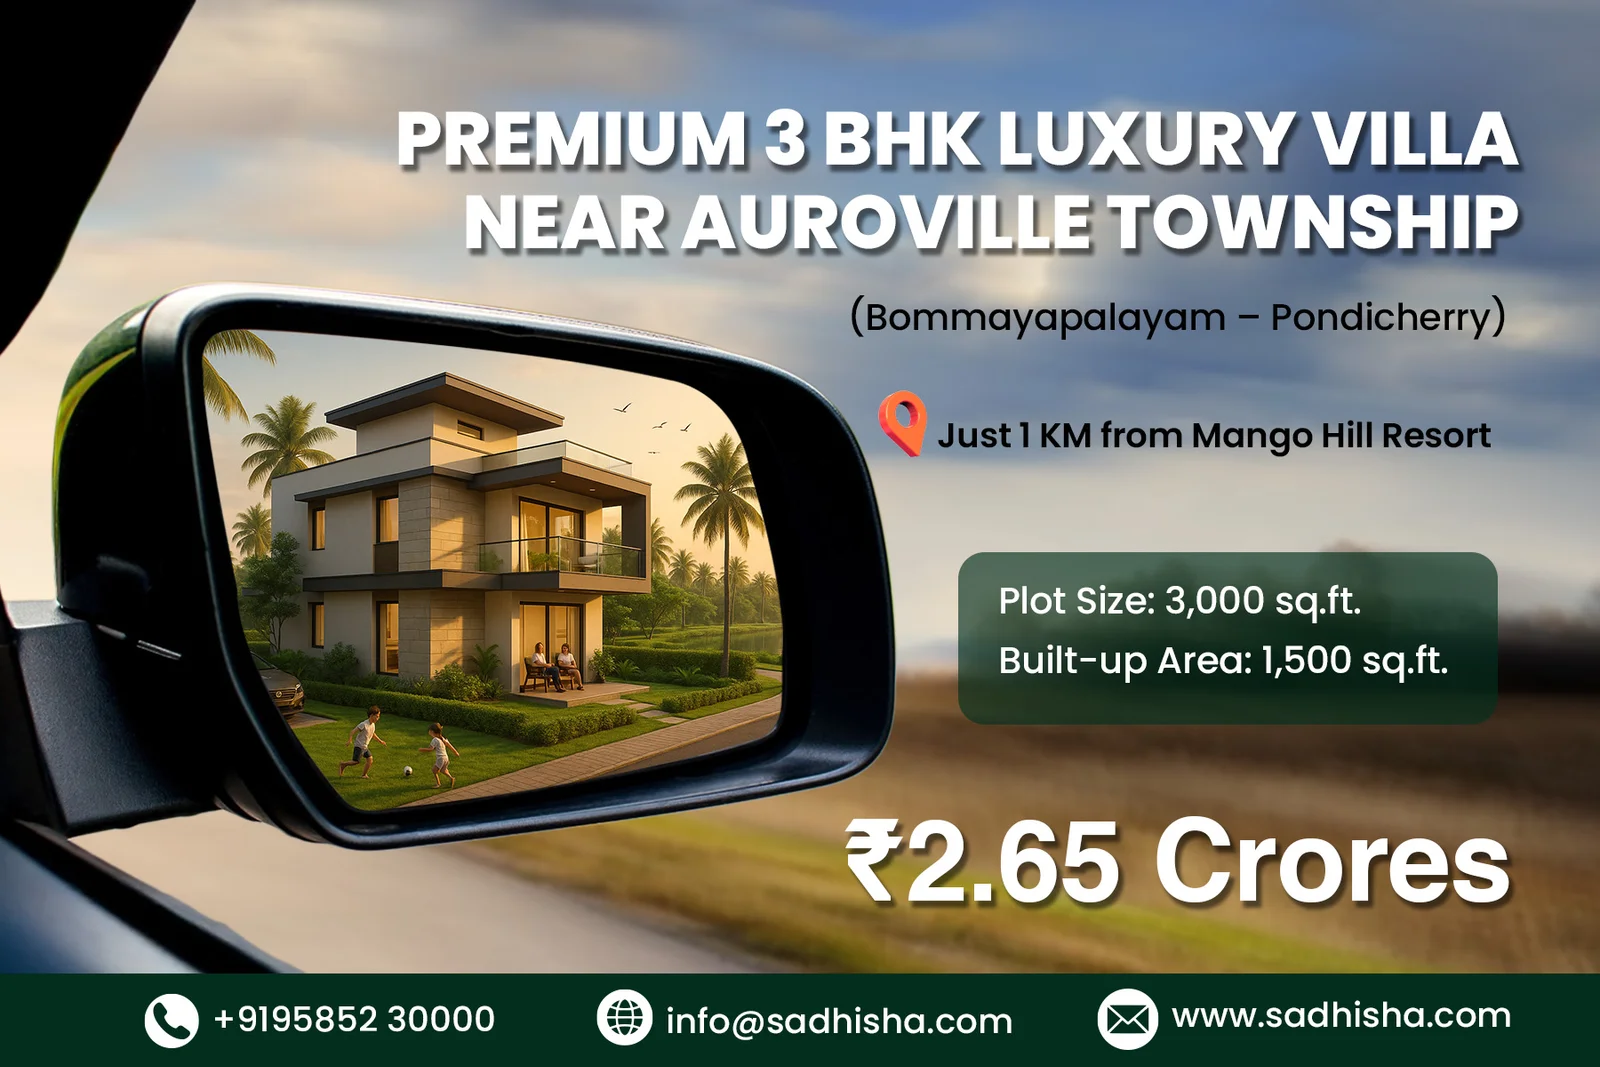 PREMIUM 3 BHK LUXURY VILLA
NEAR AUROVILLE TOWNSHIP
(Bommayapalayam – Pondicherry)
Just 1 KM from Mango Hill Resort
Plot Size: 3,000 sq.ft.
Built-up Area: 1,500 sq.ft.
₹2.65 Crores
+9195852 30000
info@sadhisha.com
www.sadhisha.com